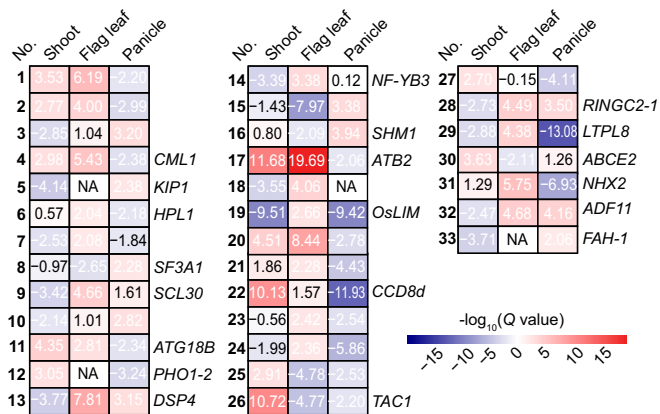 No. Shoot Flag leaf Panicle
1 3.53 6.19 −2.20
2 2.77 4.00 −2.99
3 −2.85 1.04 3.20
4 2.98 5.43 −2.38 CML1
5 −4.14 NA 2.38 KIP1
6 0.57 2.04 −2.18 HPL1
7 −2.53 2.08 −1.84
8 −0.97 −2.65 2.28 SF3A1
9 −3.42 4.66 1.61 SCL30
10 −2.14 1.01 2.82
11 4.35 2.81 −2.34 ATG18B
12 3.05 NA −3.24 PHO1-2
13 −3.77 7.81 3.15 DSP4
No. Shoot Flag leaf Panicle
14 −3.39 3.38 0.12 NF-YB3
15 −1.43 −7.97 3.38
16 0.80 −2.09 3.94 SHM1
17 11.68 19.69 −2.06 ATB2
18 −3.55 4.06 NA
19 −9.51 2.66 −9.42 OsLIM
20 4.51 8.44 −2.78
21 1.86 2.28 −4.43
22 10.13 1.57 −11.93 CCD8d
23 −0.56 2.42 −2.54
24 −1.99 2.36 −5.86
25 2.91 −4.78 −2.53
26 10.72 −4.77 −2.20 TAC1
No. Shoot Flag leaf Panicle
27 2.70 −0.15 −4.11
28 −2.73 4.49 3.50 RINGC2-1
29 −2.88 4.38 −13.08 LTPL8
30 3.63 −2.11 1.26 ABCE2
31 1.29 5.75 −6.93 NHX2
32 −2.47 4.68 4.16 ADF11
33 −3.71 NA 2.06 FAH-1
-log10(Q value)
−15 −10 −5 0 5 10 15